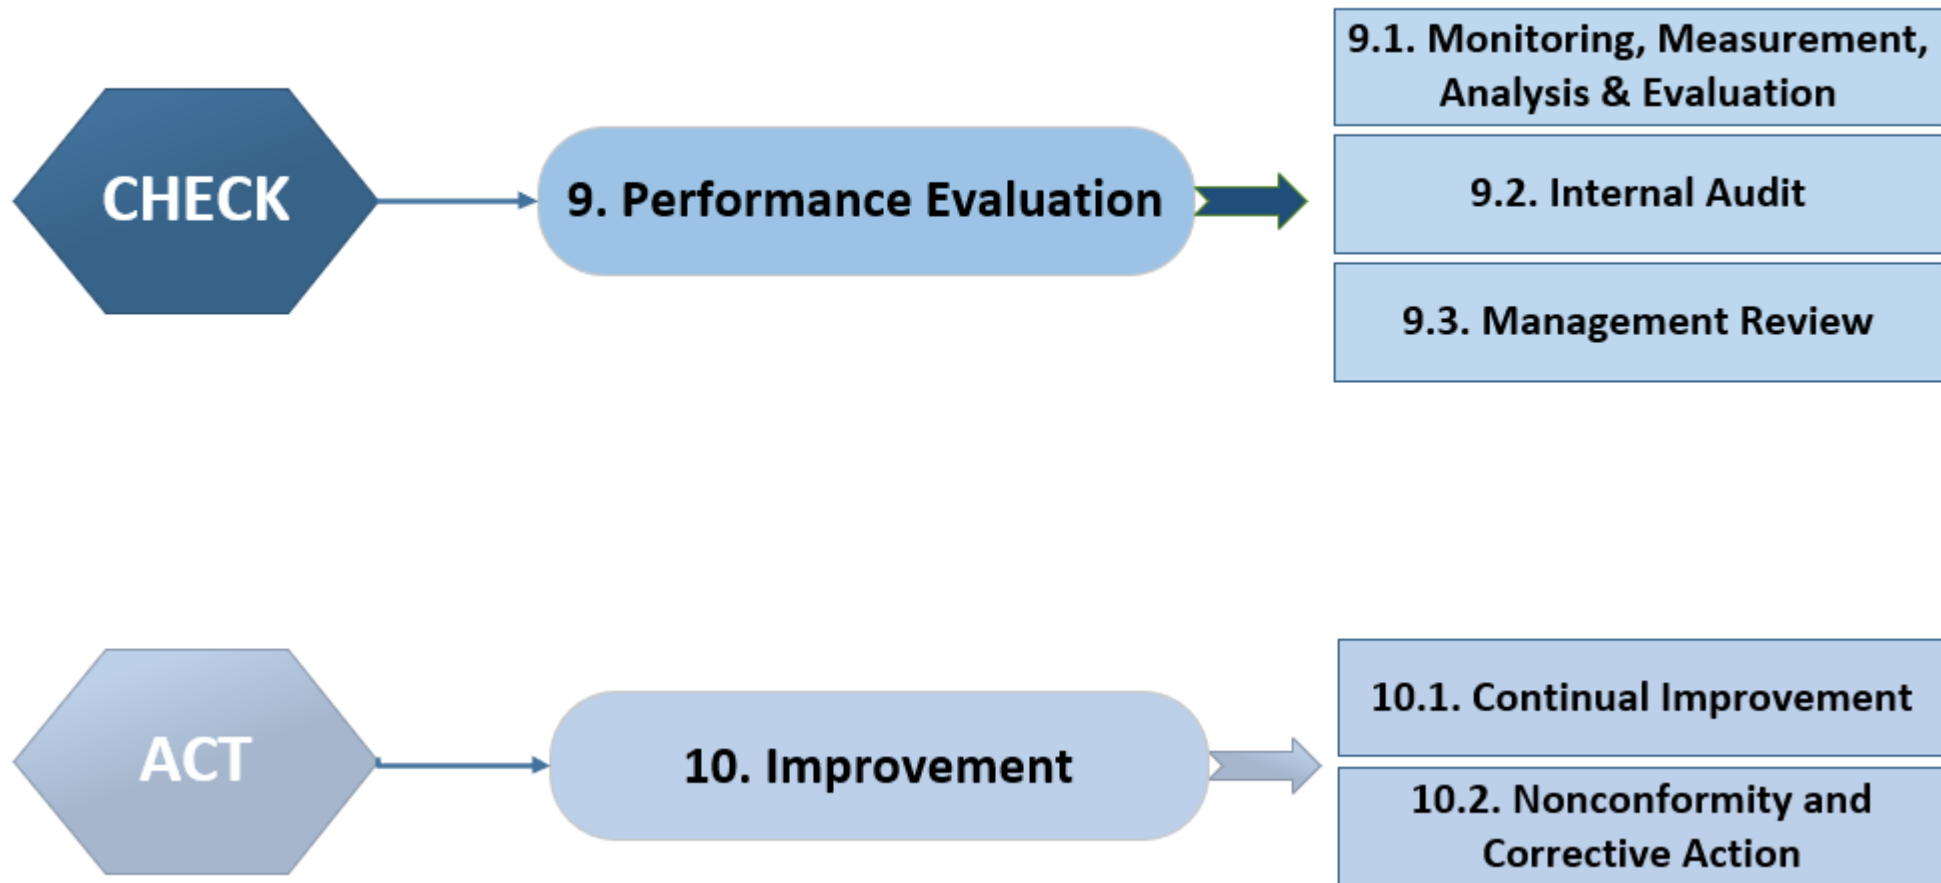 CHECK
9. Performance Evaluation
9.1. Monitoring, Measurement,
Analysis & Evaluation
9.2. Internal Audit
9.3. Management Review
ACT
10. Improvement
10.1. Continual Improvement
10.2. Nonconformity and
Corrective Action